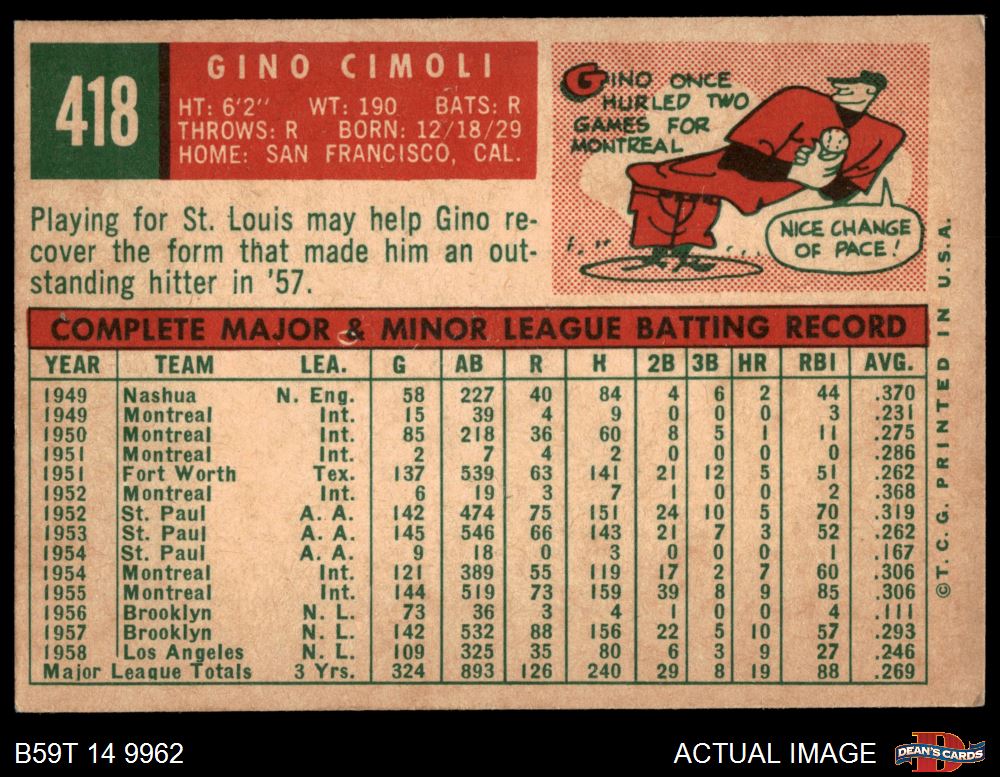 418
GINO CIMOLI
HT: 6'2" WT: 190 BATS: R
THROWS: R BORN: 12/18/29
HOME: SAN FRANCISCO, CAL.
GINO ONCE
HURLED TWO
GAMES FOR
MONTREAL
NICE CHANGE
OF PACE!
Playing for St. Louis may help Gino re-
cover the form that made him an out-
standing hitter in '57.
COMPLETE MAJOR & MINOR LEAGUE BATTING RECORD
YEAR TEAM LEA. G AB R H 2B 3B HR RBI AVG.
1949 Nashua N. Eng. 58 227 40 84 4 6 2 44 .370
1949 Montreal Int. 15 39 4 9 0 0 0 3 .231
1950 Montreal Int. 85 218 36 60 8 5 1 11 .275
1951 Montreal Int. 2 7 4 2 0 0 0 0 .286
1951 Fort Worth Tex. 137 539 63 141 21 12 5 51 .262
1952 Montreal Int. 6 19 3 7 1 0 0 2 .368
1952 St. Paul A. A. 142 474 75 151 24 10 5 70 .319
1953 St. Paul A. A. 145 546 66 143 21 7 3 52 .262
1954 St. Paul A. A. 9 18 0 3 0 0 0 1 .167
1954 Montreal Int. 121 389 55 119 17 2 7 60 .306
1955 Montreal Int. 144 519 73 159 39 8 9 85 .306
1956 Brooklyn N. L. 73 36 3 4 1 0 0 4 .111
1957 Brooklyn N. L. 142 532 88 156 22 5 10 57 .293
1958 Los Angeles N. L. 109 325 35 80 6 3 9 27 .246
Major League Totals 3 Yrs. 324 893 126 240 29 8 19 88 .269
©T.C.G. PRINTED IN U.S.A.
B59T 14 9962
ACTUAL IMAGE
D
DEAN'S CARDS